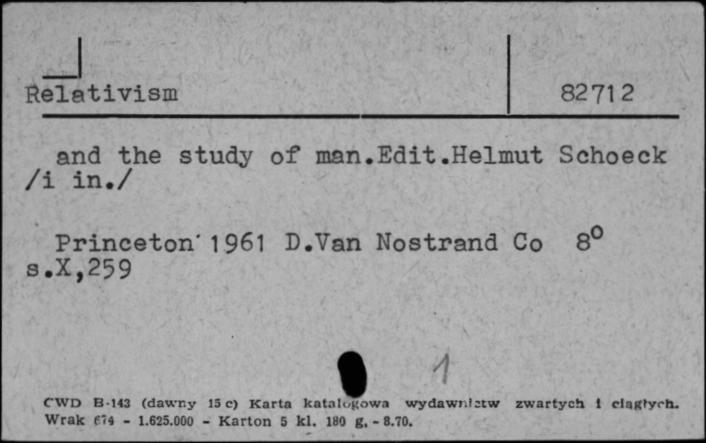 Relativism 82712
and the study of man.Edit.Helmut Schoeck
/i in./
Princeton 1961 D.Van Nostrand Co 8°
s.X,259
1
CWD B-143 (dawny 15 c) Karta katalogowa wydawnictw zwartych i ciągłych.
Wrak 674 - 1.625.000 - Karton 5 kl. 180 g. - 8.70.